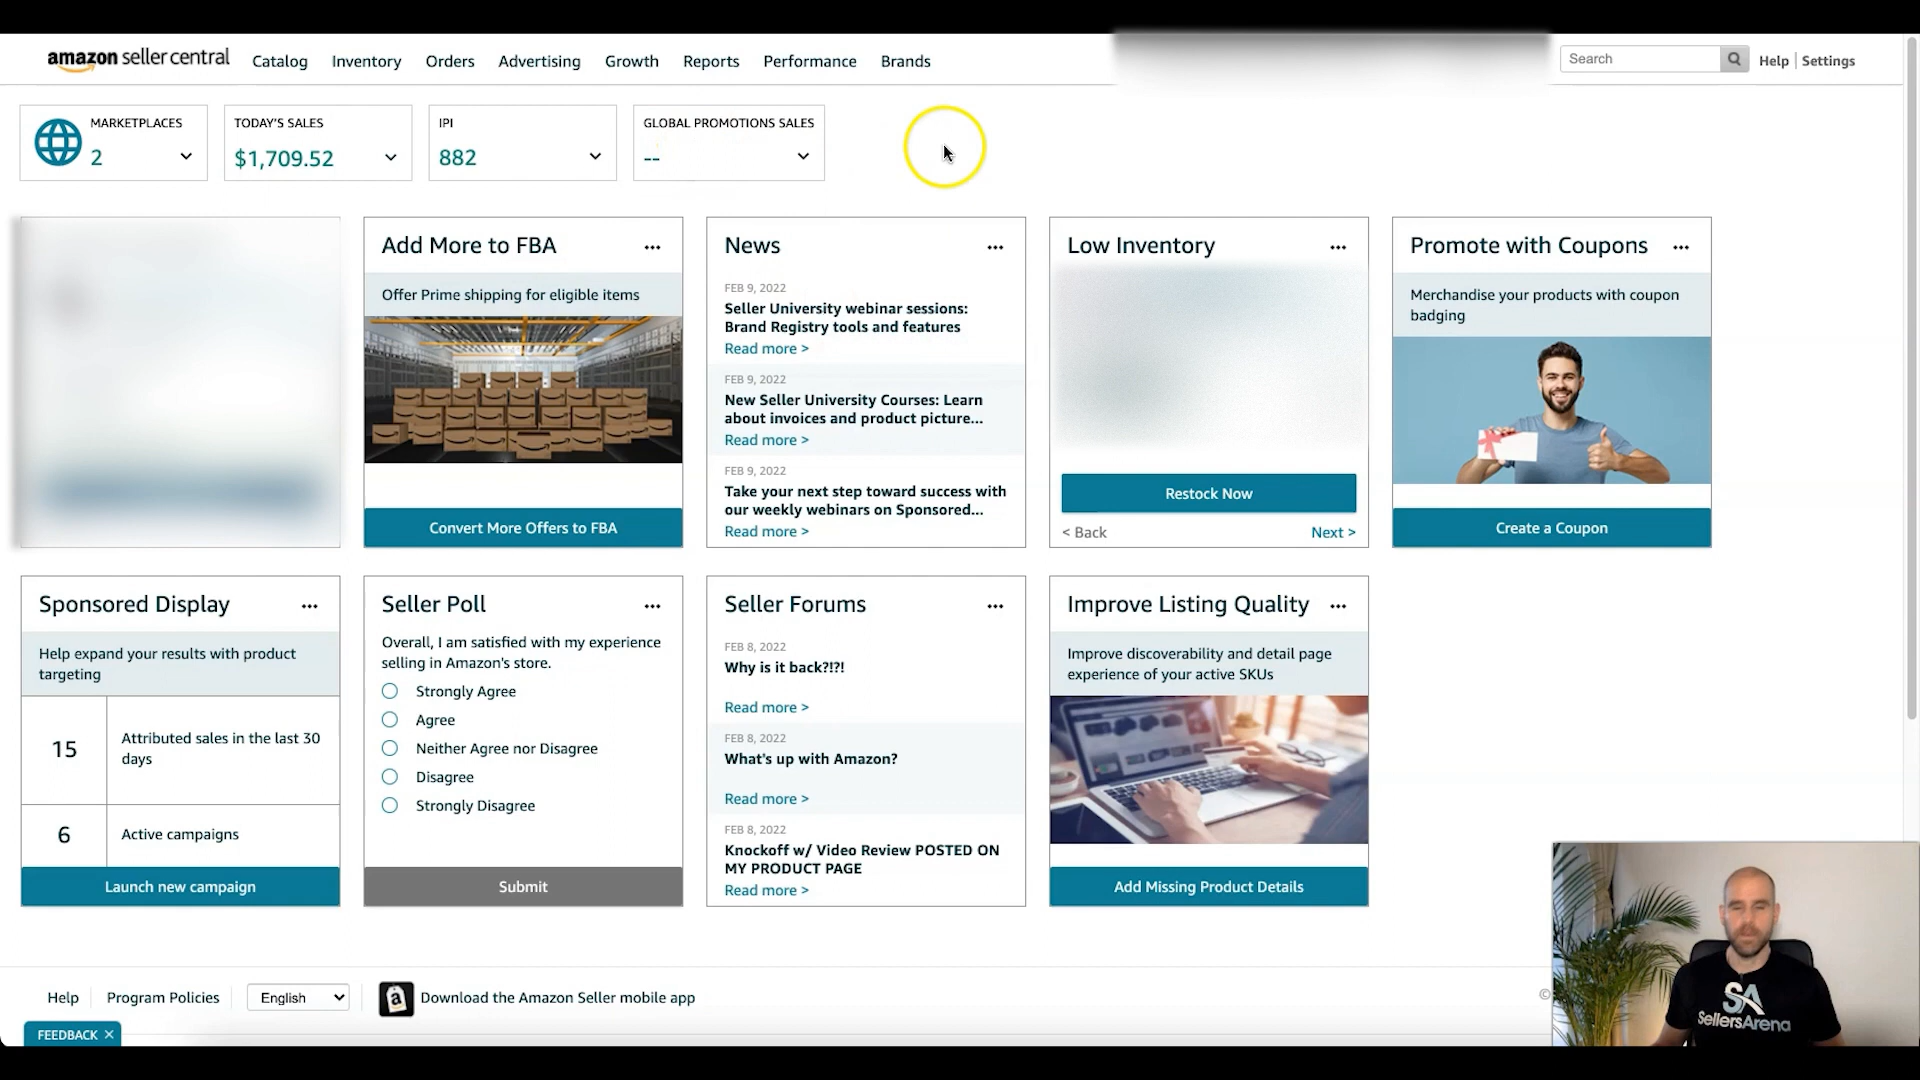 amazon seller central
Catalog
Inventory
Orders
Advertising
Growth
Reports
Performance
Brands
Search
Help
Settings
MARKETPLACES
2
TODAY'S SALES
$1,709.52
IPI
882
GLOBAL PROMOTIONS SALES
--
Add More to FBA
Offer Prime shipping for eligible items
Convert More Offers to FBA
News
FEB 9, 2022
Seller University webinar sessions:
Brand Registry tools and features
Read more >
FEB 9, 2022
New Seller University Courses: Learn
about invoices and product picture...
Read more >
FEB 9, 2022
Take your next step toward success with
our weekly webinars on Sponsored...
Read more >
Low Inventory
Restock Now
< Back
Next >
Promote with Coupons
Merchandise your products with coupon
badging
Create a Coupon
Sponsored Display
Help expand your results with product
targeting
15
Attributed sales in the last 30
days
6
Active campaigns
Launch new campaign
Seller Poll
Overall, I am satisfied with my experience
selling in Amazon's store.
Strongly Agree
Agree
Neither Agree nor Disagree
Disagree
Strongly Disagree
Submit
Seller Forums
FEB 8, 2022
Why is it back?!?!
Read more >
FEB 8, 2022
What's up with Amazon?
Read more >
FEB 8, 2022
Knockoff w/ Video Review POSTED ON
MY PRODUCT PAGE
Read more >
Improve Listing Quality
Improve discoverability and detail page
experience of your active SKUs
Add Missing Product Details
Help
Program Policies
English
Download the Amazon Seller mobile app
©
FEEDBACK ×
SA
SellersArena